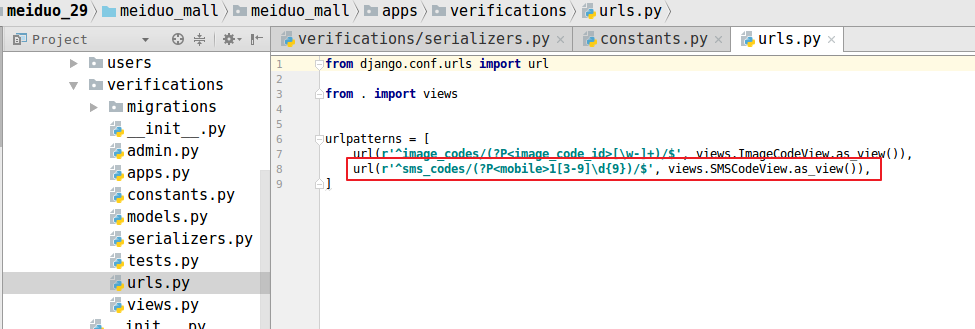 meiduo_29 meiduo_mall meiduo_mall apps verifications urls.py
Project
verifications/serializers.py constants.py urls.py
users
verifications
migrations
__init__.py
admin.py
apps.py
constants.py
models.py
serializers.py
tests.py
urls.py
views.py
__init__.py
1 from django.conf.urls import url
2
3 from . import views
4
5
6 urlpatterns = [
7 url(r'^image_codes/(?P<image_code_id>[\w-]+)/$', views.ImageCodeView.as_view()),
8 url(r'^sms_codes/(?P<mobile>1[3-9]\d{9})/$', views.SMSCodeView.as_view()),
9 ]